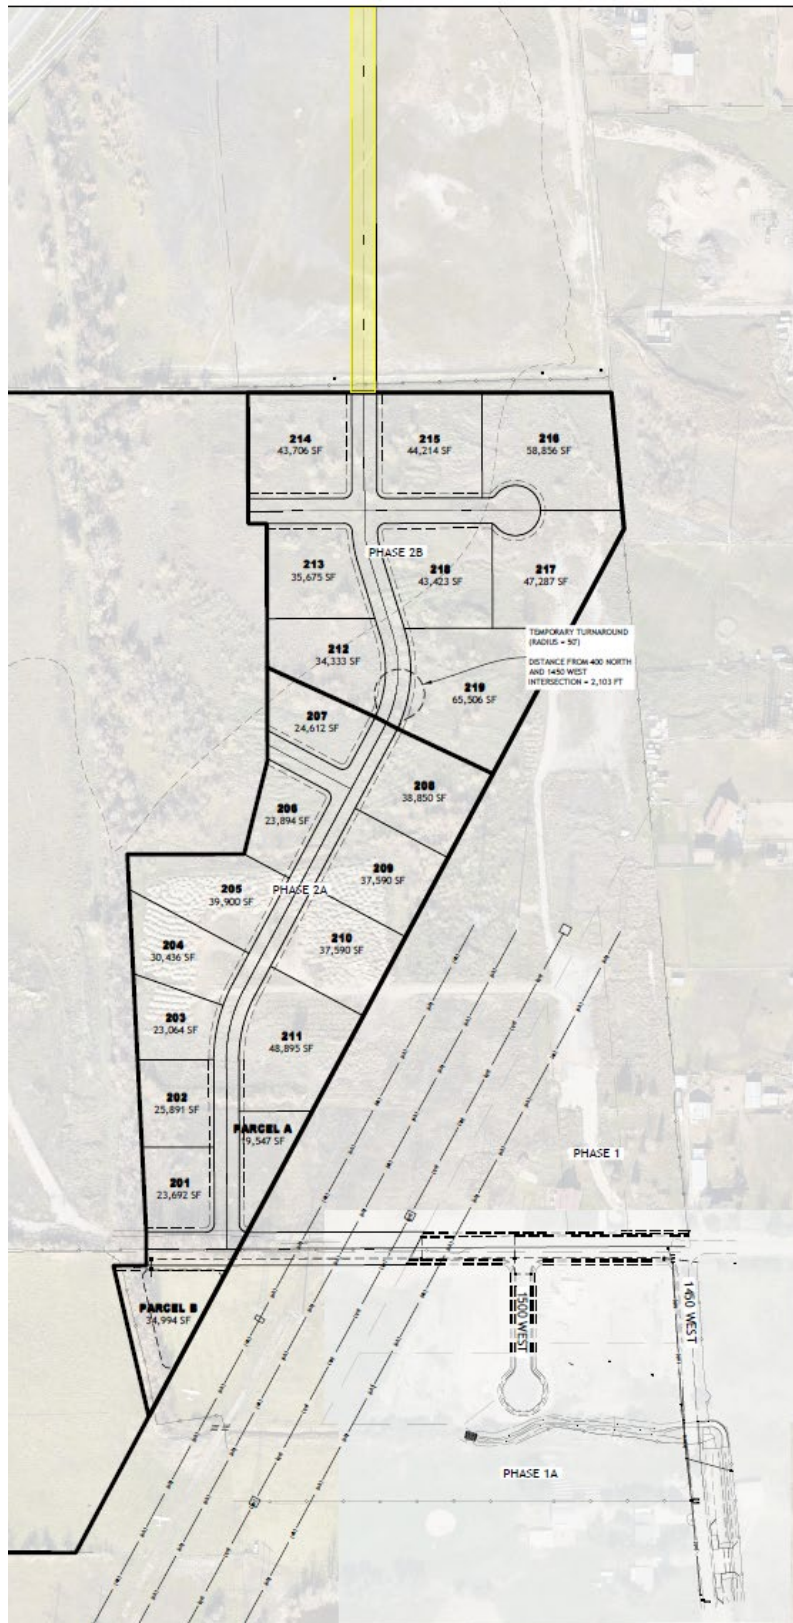 214
43,706 SF
215
44,214 SF
216
58,856 SF
PHASE 2B
213
35,675 SF
218
43,423 SF
217
47,287 SF
TEMPORARY TURNAROUND
(RADIUS = 50')
DISTANCE FROM 400 NORTH
AND 1450 WEST
INTERSECTION = 2,103 FT
212
34,333 SF
219
65,506 SF
207
24,612 SF
208
38,850 SF
206
23,894 SF
209
37,590 SF
205
39,900 SF
PHASE 2A
204
30,436 SF
210
37,590 SF
203
23,064 SF
211
48,895 SF
202
25,891 SF
PARCEL A
9,547 SF
PHASE 1
201
23,692 SF
PARCEL B
34,994 SF
1500 WEST
1450 WEST
PHASE 1A